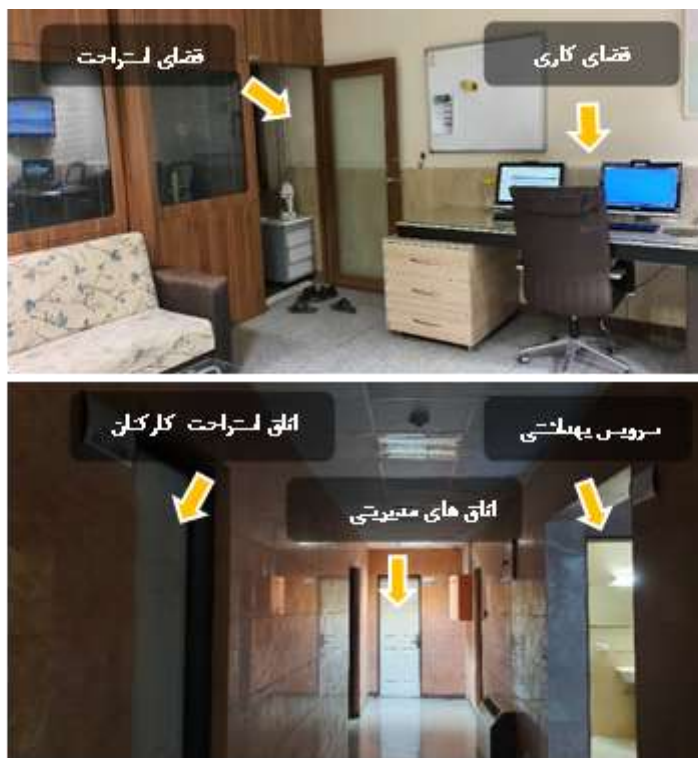 فضای استراحت
فضای کاری
اتاق استراحت کارکنان
سرویس بهداشتی
اتاق های مدیریتی